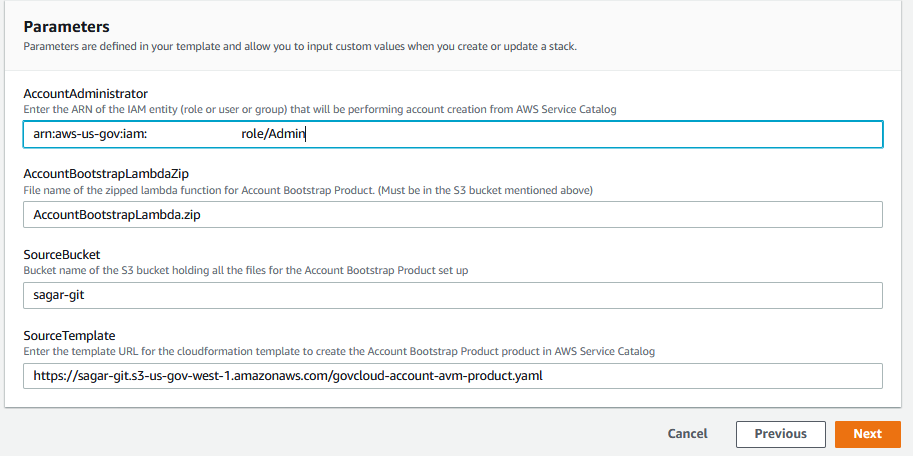 Parameters
Parameters are defined in your template and allow you to input custom values when you create or update a stack.
AccountAdministrator
Enter the ARN of the IAM entity (role or user or group) that will be performing account creation from AWS Service Catalog
arn:aws-us-gov:iam: role/Admin
AccountBootstrapLambdaZip
File name of the zipped lambda function for Account Bootstrap Product. (Must be in the S3 bucket mentioned above)
AccountBootstrapLambda.zip
SourceBucket
Bucket name of the S3 bucket holding all the files for the Account Bootstrap Product set up
sagar-git
SourceTemplate
Enter the template URL for the cloudformation template to create the Account Bootstrap Product product in AWS Service Catalog
https://sagar-git.s3-us-gov-west-1.amazonaws.com/govcloud-account-avm-product.yaml
Cancel Previous Next